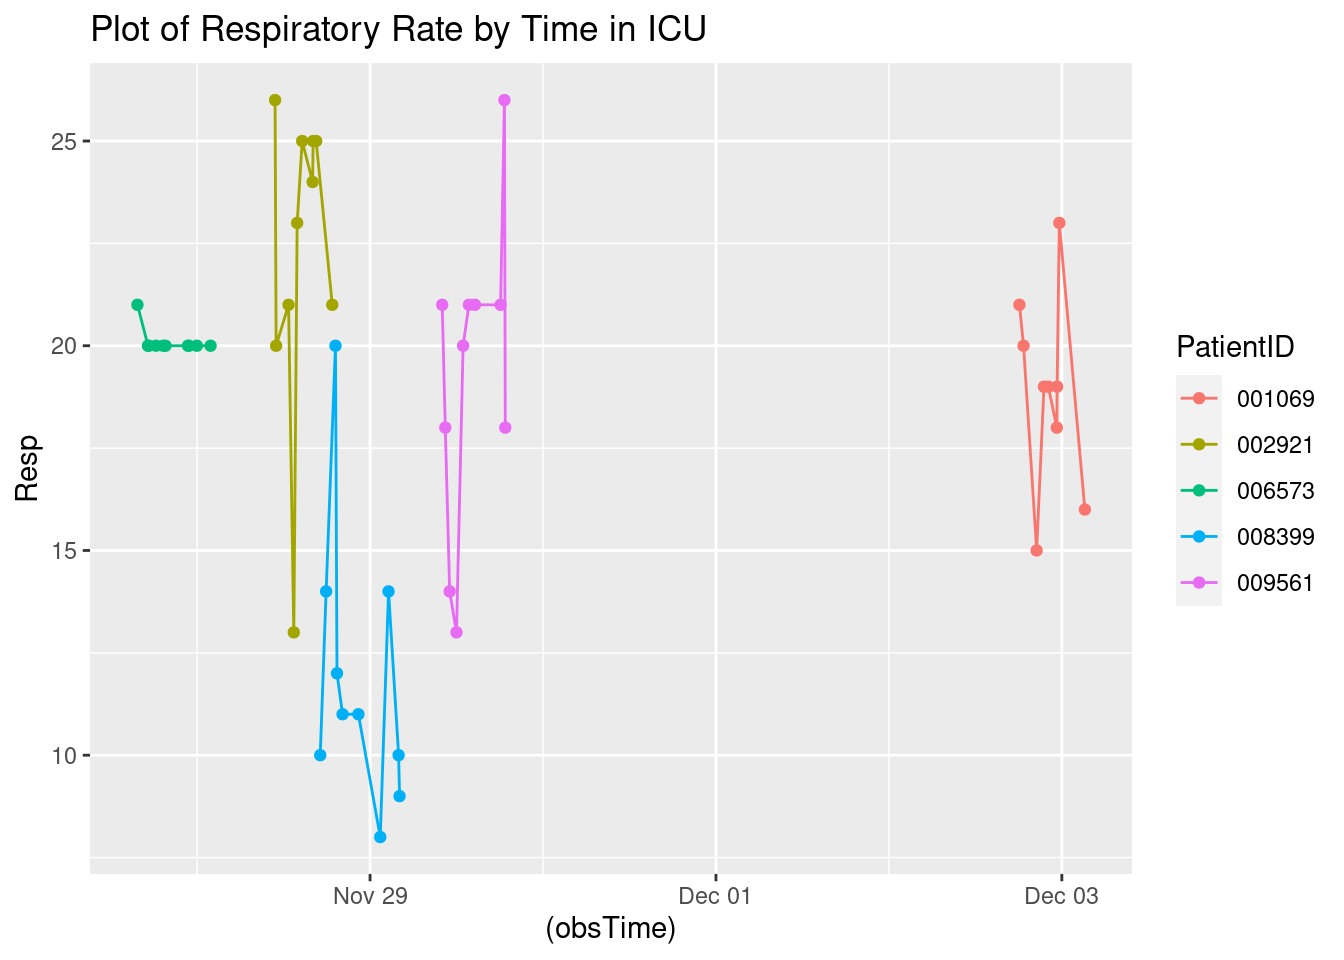 Plot of Respiratory Rate by Time in ICU
25
20
15
10
Resp
Nov 29
Dec 01
Dec 03
(obsTime)
PatientID
001069
002921
006573
008399
009561